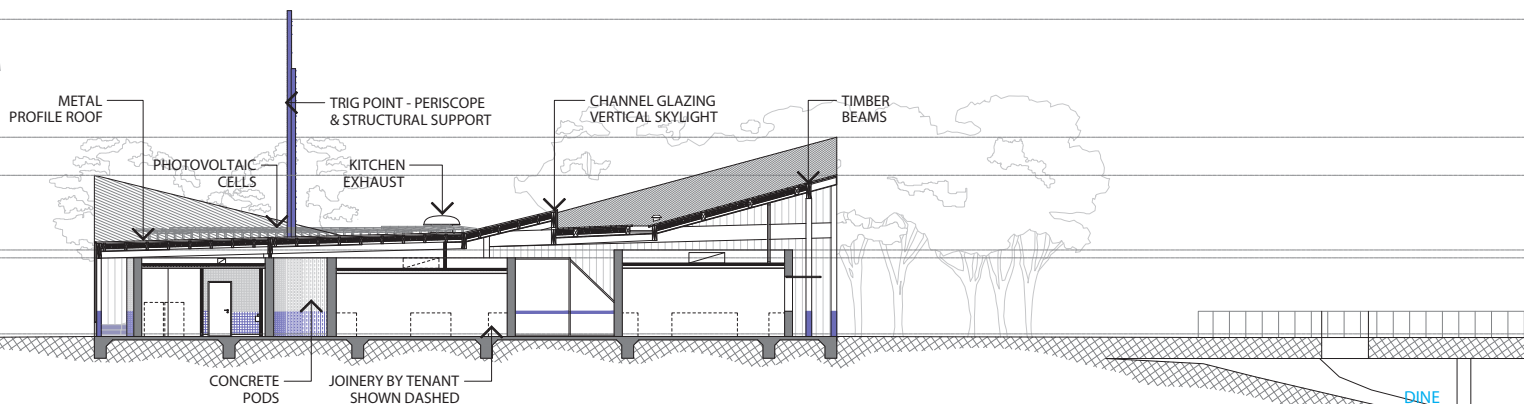 METAL
PROFILE ROOF
TRIG POINT - PERISCOPE
& STRUCTURAL SUPPORT
CHANNEL GLAZING
VERTICAL SKYLIGHT
TIMBER
BEAMS
PHOTOVOLTAIC
CELLS
KITCHEN
EXHAUST
CONCRETE
PODS
JOINERY BY TENANT
SHOWN DASHED
DINE